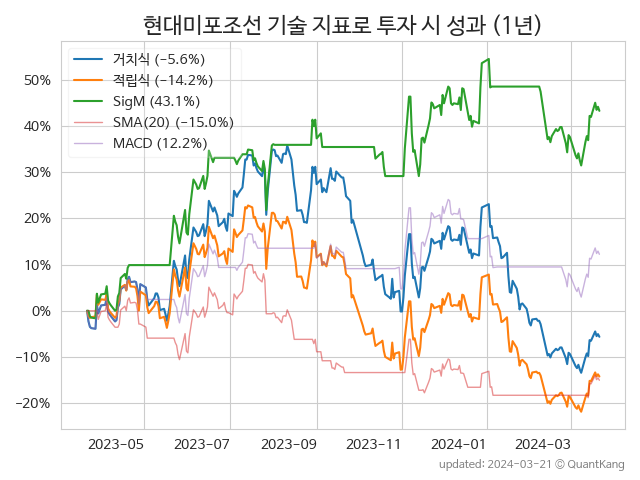 현대미포조선 기술 지표로 투자 시 성과 (1년)
거치식 (−5.6%)
적립식 (−14.2%)
SigM (43.1%)
SMA(20) (−15.0%)
MACD (12.2%)
50%
40%
30%
20%
10%
0%
−10%
−20%
2023-05 2023-07 2023-09 2023-11 2024-01 2024-03
updated: 2024-03-21 © QuantKang